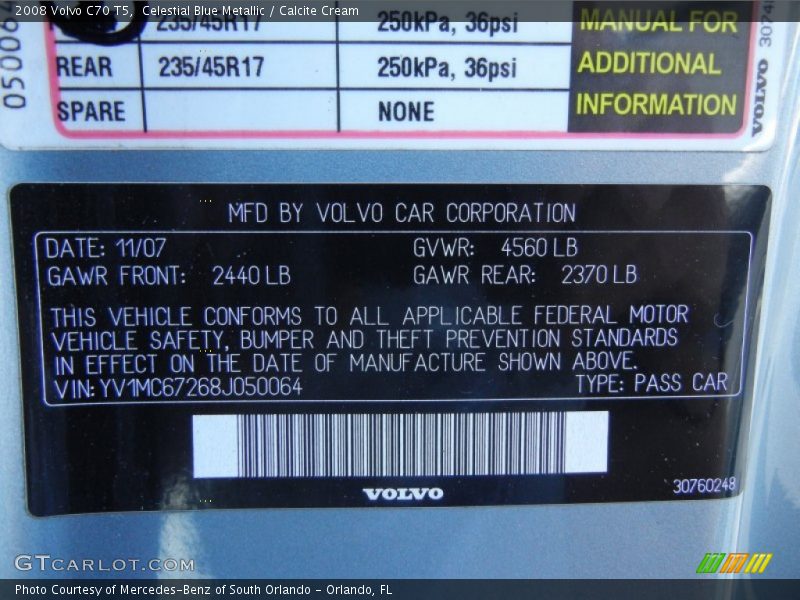 2008 Volvo C70 T5, Celestial Blue Metallic / Calcite Cream
235/45R17 250kPa, 36psi
REAR 235/45R17 250kPa, 36psi
SPARE NONE
MANUAL FOR
ADDITIONAL
INFORMATION
VOLVO
050064
MFD BY VOLVO CAR CORPORATION
DATE: 11/07 GVWR: 4560 LB
GAWR FRONT: 2440 LB GAWR REAR: 2370 LB
THIS VEHICLE CONFORMS TO ALL APPLICABLE FEDERAL MOTOR
VEHICLE SAFETY, BUMPER AND THEFT PREVENTION STANDARDS
IN EFFECT ON THE DATE OF MANUFACTURE SHOWN ABOVE.
VIN: YV1MC67268J050064 TYPE: PASS CAR
VOLVO
30760248
GTCARLOT.COM
Photo Courtesy of Mercedes-Benz of South Orlando - Orlando, FL